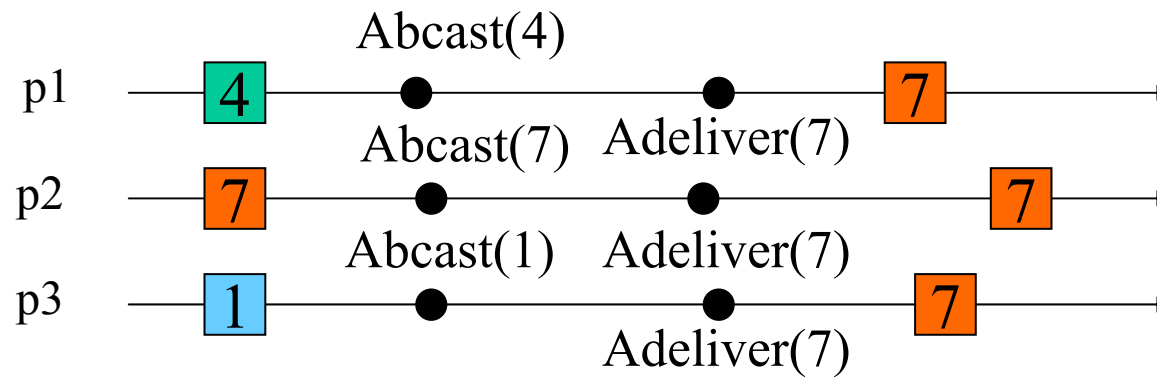 Abcast(4)
p1 4 7
Abcast(7) Adeliver(7)
p2 7 7
Abcast(1) Adeliver(7)
p3 1 7
Adeliver(7)